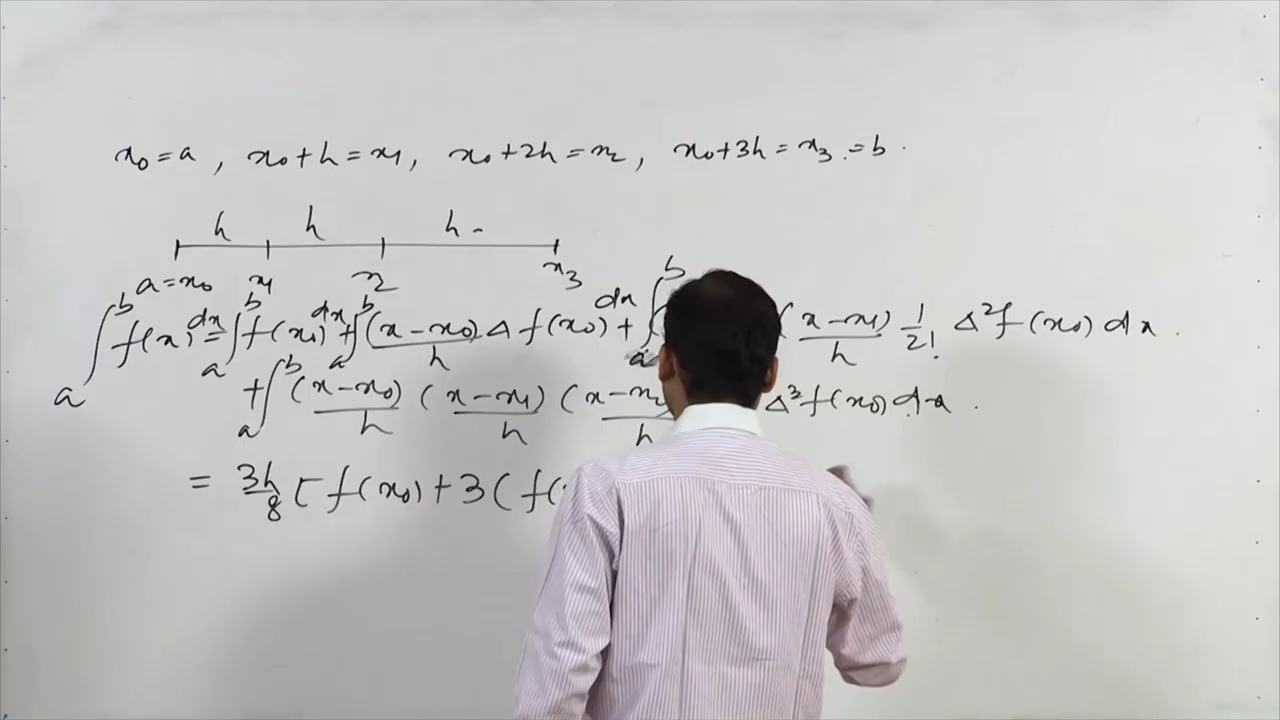 x₀ = a , x₀ + h = x₁, x₀ + 2h = x₂, x₀ + 3h = x₃ . = b .
h h h -
a = x₀ x₁ x₂ x₃
∫ₐᵇ f(x) dx = ∫ₐᵇ f(x₀) dx + ∫ₐᵇ (x - x₀)/h Δ f(x₀) dx + ∫ₐᵇ (x - x₁)/h 1/2! Δ² f(x₀) dx .
+ ∫ₐᵇ (x - x₀)/h (x - x₁)/h (x - x₂/h Δ³ f(x₀) dx .
= 3h/8 [ f(x₀) + 3 ( f(